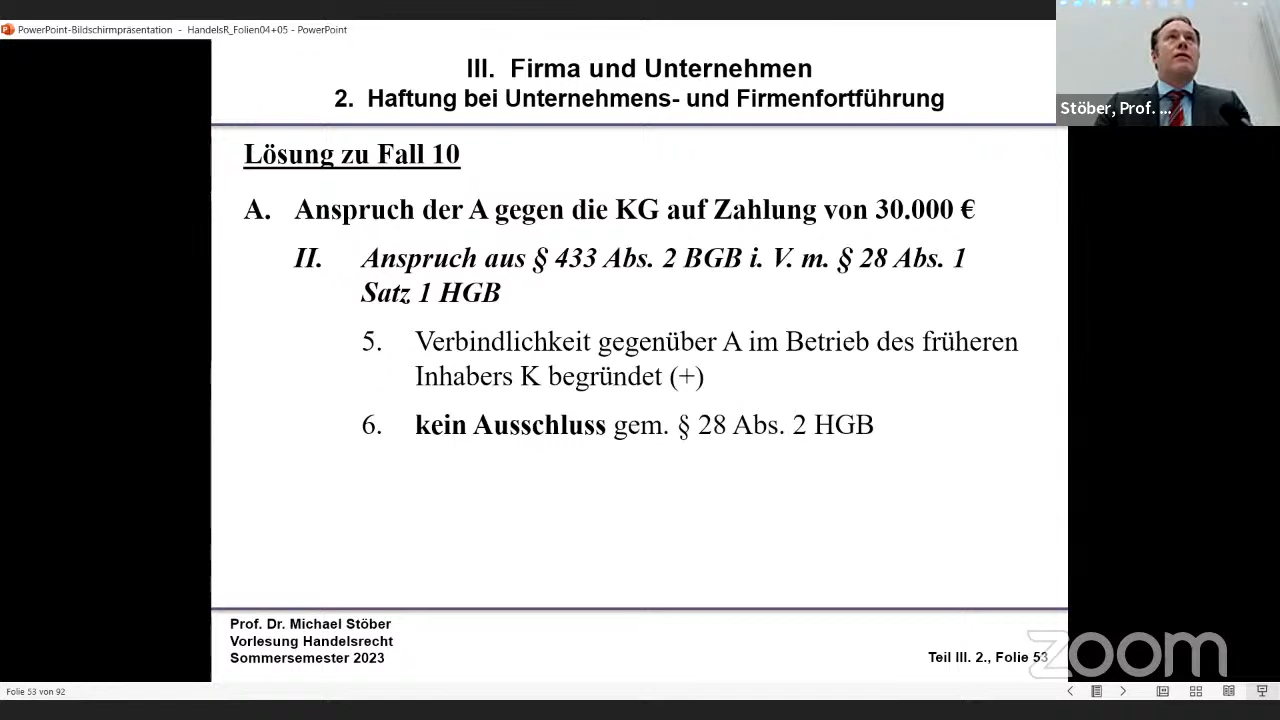 PowerPoint-Bildschirmpräsentation - HandelsR_Folien04+05 - PowerPoint
Stöber, Prof. ...
III. Firma und Unternehmen
2. Haftung bei Unternehmens- und Firmenfortführung
Lösung zu Fall 10
A. Anspruch der A gegen die KG auf Zahlung von 30.000 €
II. Anspruch aus § 433 Abs. 2 BGB i. V. m. § 28 Abs. 1
Satz 1 HGB
5. Verbindlichkeit gegenüber A im Betrieb des früheren
Inhabers K begründet (+)
6. kein Ausschluss gem. § 28 Abs. 2 HGB
Prof. Dr. Michael Stöber
Vorlesung Handelsrecht
Sommersemester 2023
Teil III. 2., Folie 53
zoom
Folie 53 von 92